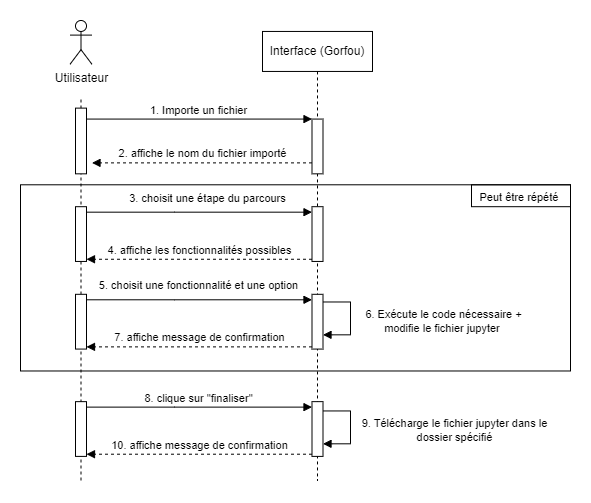 Utilisateur
Interface (Gorfou)
1. Importe un fichier
2. affiche le nom du fichier importé
Peut être répété
3. choisit une étape du parcours
4. affiche les fonctionnalités possibles
5. choisit une fonctionnalité et une option
6. Exécute le code nécessaire +
modifie le fichier jupyter
7. affiche message de confirmation
8. clique sur "finaliser"
9. Télécharge le fichier jupyter dans le
dossier spécifié
10. affiche message de confirmation